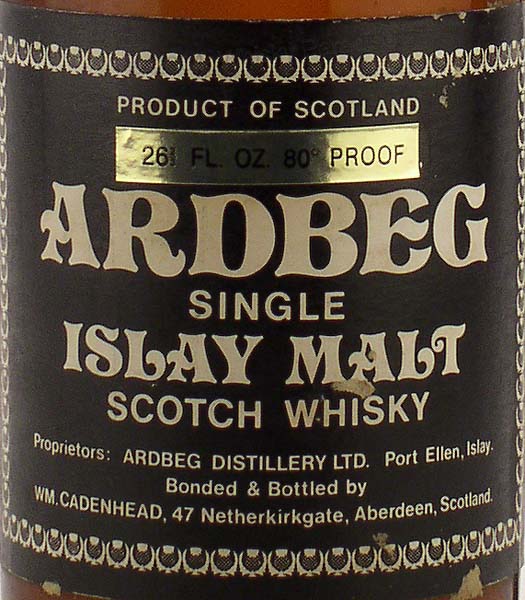 PRODUCT OF SCOTLAND
26⅔ FL. OZ. 80° PROOF
ARDBEG
SINGLE
ISLAY MALT
SCOTCH WHISKY
Proprietors: ARDBEG DISTILLERY LTD. Port Ellen, Islay.
Bonded & Bottled by
WM. CADENHEAD, 47 Netherkirkgate, Aberdeen, Scotland.